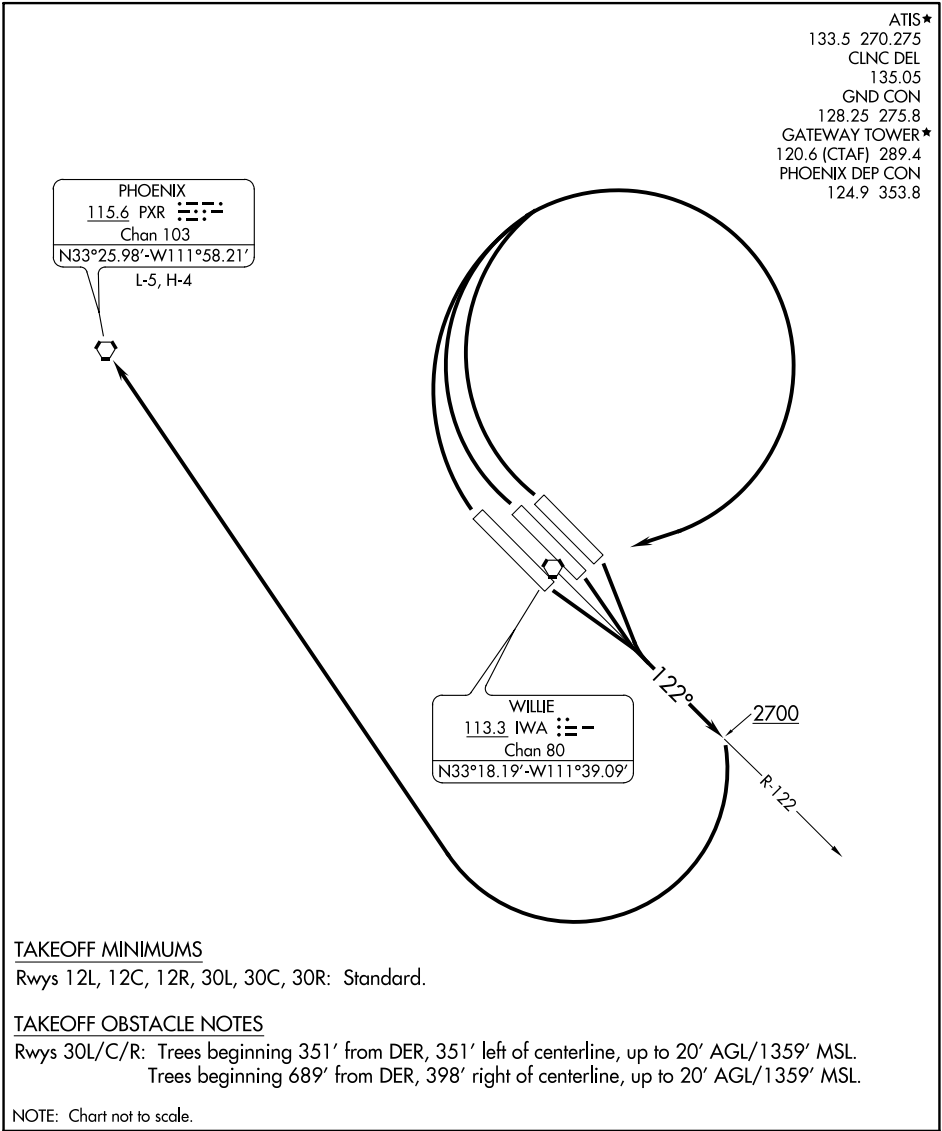 ATIS★
133.5 270.275
CLNC DEL
135.05
GND CON
128.25 275.8
GATEWAY TOWER★
120.6 (CTAF) 289.4
PHOENIX DEP CON
124.9 353.8
PHOENIX
115.6 PXR
Chan 103
N33°25.98′-W111°58.21′
L-5, H-4
122°
2700
R-122
WILLIE
113.3 IWA
Chan 80
N33°18.19′-W111°39.09′
TAKEOFF MINIMUMS
Rwys 12L, 12C, 12R, 30L, 30C, 30R: Standard.
TAKEOFF OBSTACLE NOTES
Rwys 30L/C/R: Trees beginning 351′ from DER, 351′ left of centerline, up to 20′ AGL/1359′ MSL.
Trees beginning 689′ from DER, 398′ right of centerline, up to 20′ AGL/1359′ MSL.
NOTE: Chart not to scale.